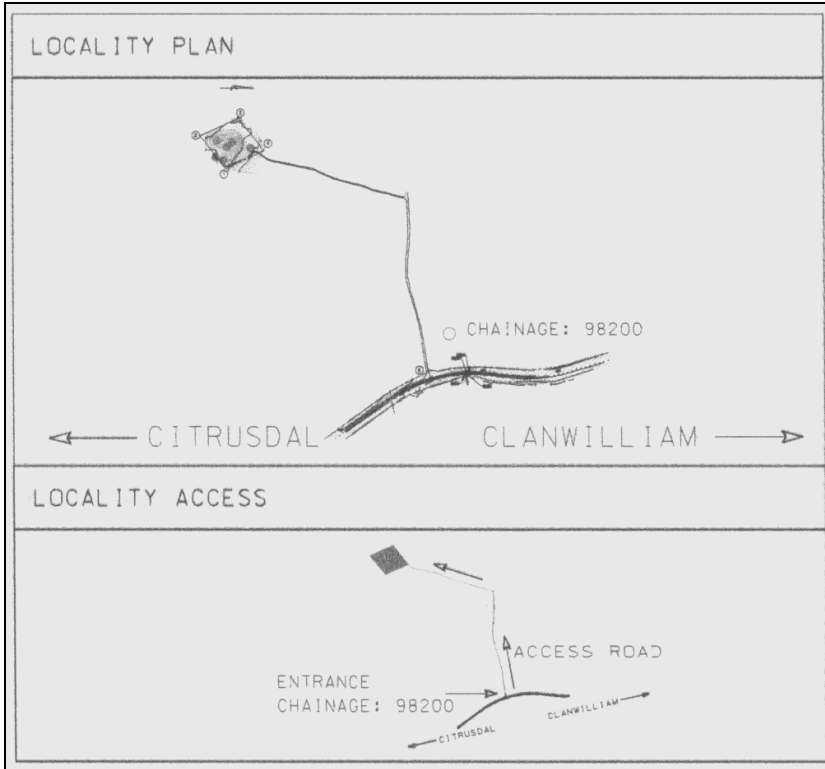 LOCALITY PLAN
CHAINAGE: 98200
CITRUSDAL
CLANWILLIAM
LOCALITY ACCESS
ACCESS ROAD
ENTRANCE
CHAINAGE: 98200
CLANWILLIAM
CITRUSDAL